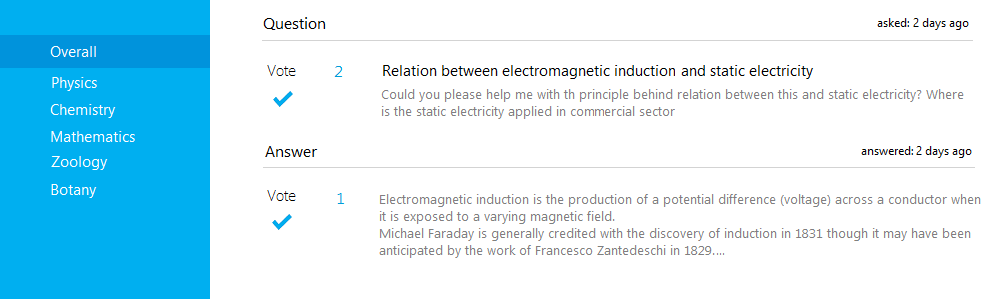 Overall
Physics
Chemistry
Mathematics
Zoology
Botany
Question
asked: 2 days ago
Vote
2
Relation between electromagnetic induction and static electricity
Could you please help me with th principle behind relation between this and static electricity? Where
is the static electricity applied in commercial sector
Answer
answered: 2 days ago
Vote
1
Electromagnetic induction is the production of a potential difference (voltage) across a conductor when
it is exposed to a varying magnetic field.
Michael Faraday is generally credited with the discovery of induction in 1831 though it may have been
anticipated by the work of Francesco Zantedeschi in 1829....